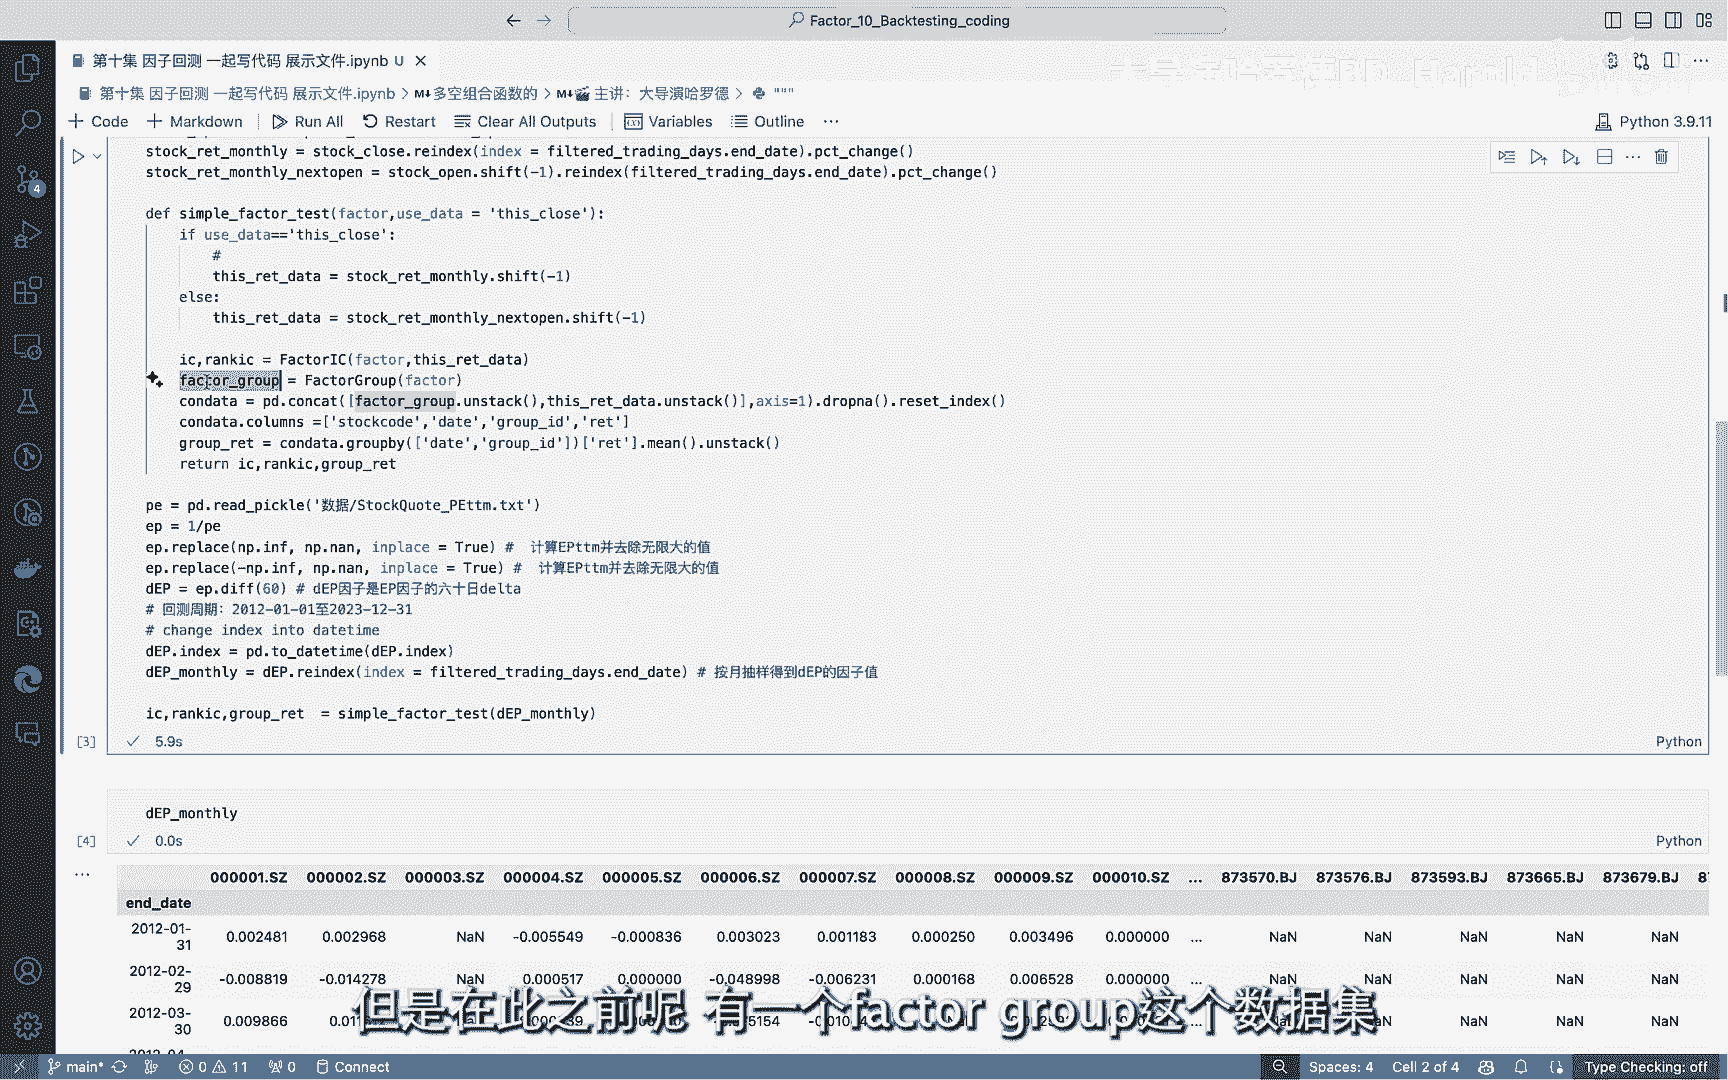 Factor_10_Backtesting_coding
第十集 因子回测 一起写代码 展示文件.ipynb U
第十集 因子回测 一起写代码 展示文件.ipynb > M↓多空组合函数的 > M↓🎬 主讲：大导演哈罗德 > """
+ Code + Markdown Run All Restart Clear All Outputs Variables Outline ... Python 3.9.11
stock_ret_monthly = stock_close.reindex(index = filtered_trading_days.end_date).pct_change()
stock_ret_monthly_nextopen = stock_open.shift(-1).reindex(filtered_trading_days.end_date).pct_change()
def simple_factor_test(factor,use_data = 'this_close'):
if use_data=='this_close':
#
this_ret_data = stock_ret_monthly.shift(-1)
else:
this_ret_data = stock_ret_monthly_nextopen.shift(-1)
ic,rankic = FactorIC(factor,this_ret_data)
factor_group = FactorGroup(factor)
condata = pd.concat([factor_group.unstack(),this_ret_data.unstack()],axis=1).dropna().reset_index()
condata.columns =['stockcode','date','group_id','ret']
group_ret = condata.groupby(['date','group_id'])['ret'].mean().unstack()
return ic,rankic,group_ret
pe = pd.read_pickle('数据/StockQuote_PEttm.txt')
ep = 1/pe
ep.replace(np.inf, np.nan, inplace = True) # 计算EPttm并去除无限大的值
ep.replace(-np.inf, np.nan, inplace = True) # 计算EPttm并去除无限大的值
dEP = ep.diff(60) # dEP因子是EP因子的六十日delta
# 回测周期：2012-01-01至2023-12-31
# change index into datetime
dEP.index = pd.to_datetime(dEP.index)
dEP_monthly = dEP.reindex(index = filtered_trading_days.end_date) # 按月抽样得到dEP的因子值
ic,rankic,group_ret = simple_factor_test(dEP_monthly)
[3] 5.9s Python
dEP_monthly
[4] 0.0s Python
... 000001.SZ 000002.SZ 000003.SZ 000004.SZ 000005.SZ 000006.SZ 000007.SZ 000008.SZ 000009.SZ 000010.SZ ... 873570.BJ 873576.BJ 873593.BJ 873665.BJ 873679.BJ
end_date
2012-01-31 0.002481 0.002968 NaN -0.005549 -0.000836 0.003023 0.001183 0.000250 0.003496 0.000000 ... NaN NaN NaN NaN NaN
2012-02-29 -0.008819 -0.014278 NaN 0.000517 0.000000 -0.048998 -0.006231 0.000168 0.006528 0.000000 ... NaN NaN NaN NaN NaN
2012-03-30 0.009866 NaN NaN NaN
但是在此之前呢 有一个factor group这个数据集
main* 0 11 0 Connect Spaces: 4 Cell 2 of 4 Type Checking: off
4